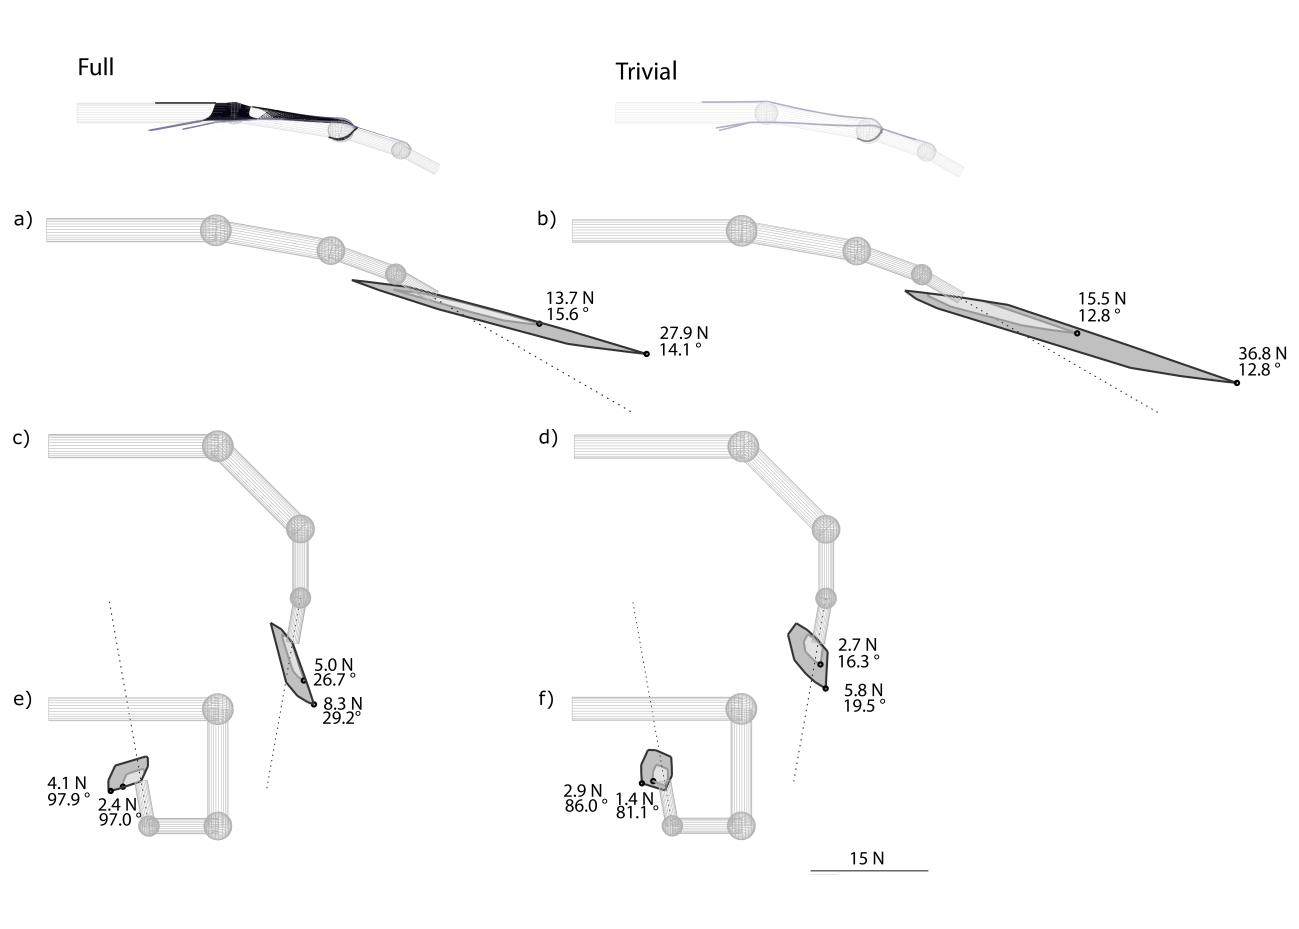 Full
Trivial
a)
b)
13.7 N
15.6 °
27.9 N
14.1 °
15.5 N
12.8 °
36.8 N
12.8 °
c)
d)
5.0 N
26.7 °
8.3 N
29.2°
2.7 N
16.3 °
5.8 N
19.5 °
e)
f)
4.1 N
97.9 °
2.4 N
97.0 °
2.9 N
86.0 °
1.4 N
81.1 °
15 N